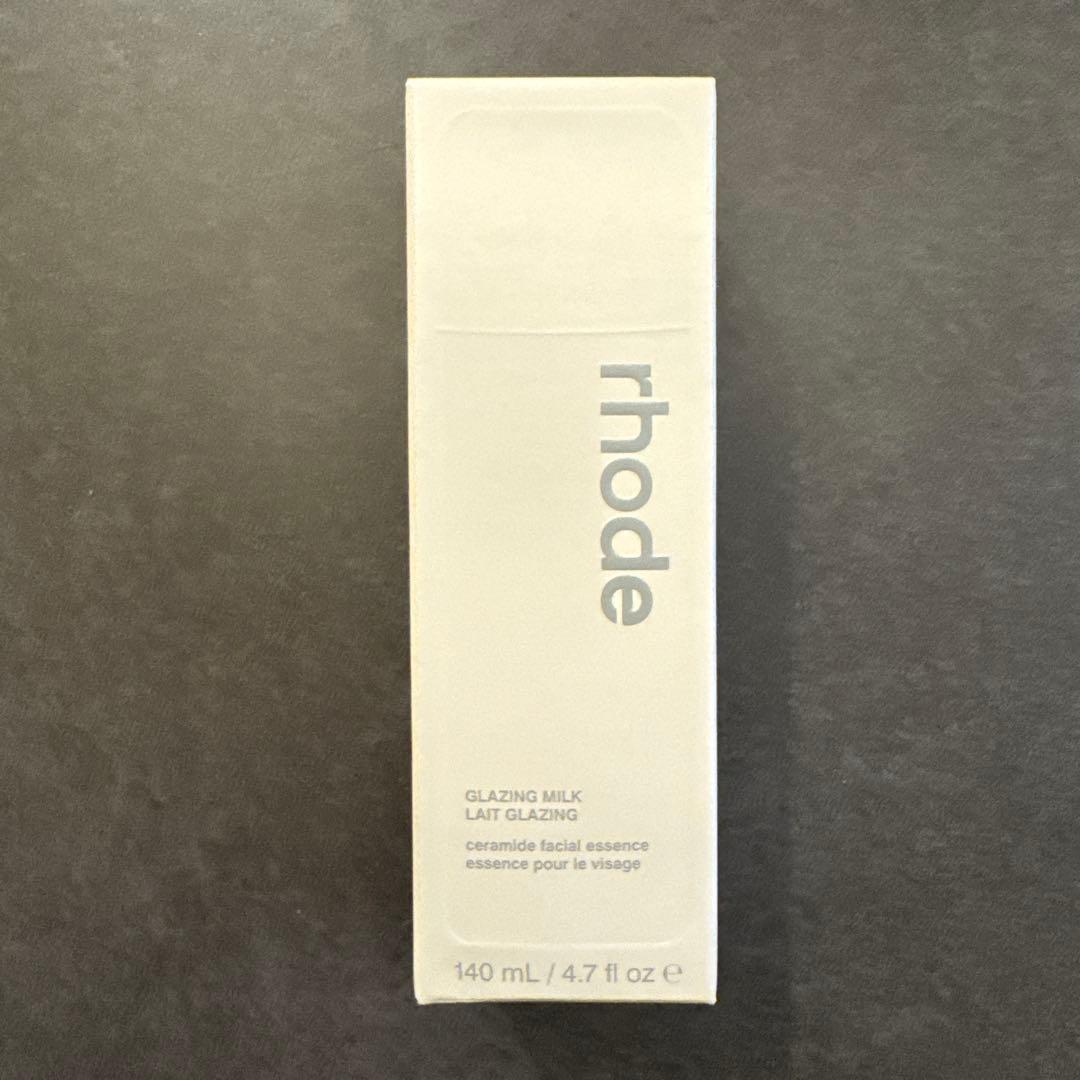 rhode
GLAZING MILK
LAIT GLAZING
ceramide facial essence
essence pour le visage
140 mL / 4.7 fl oz ℮